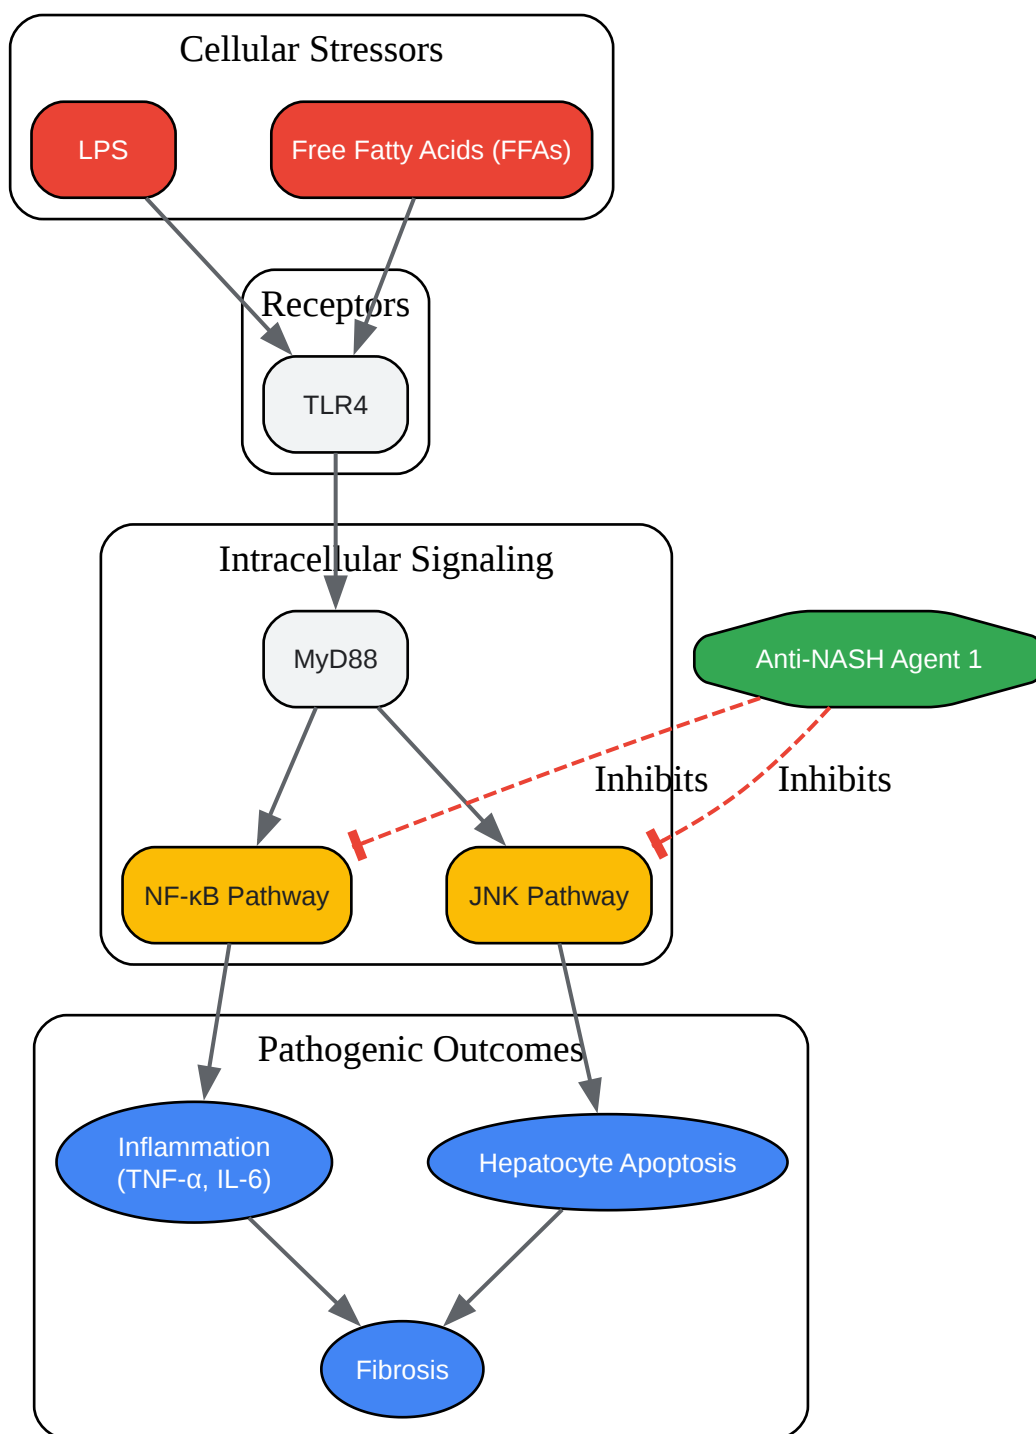 Cellular Stressors
LPS
Free Fatty Acids (FFAs)
Receptors
TLR4
Intracellular Signaling
MyD88
Anti-NASH Agent 1
Inhibits
Inhibits
NF-κB Pathway
JNK Pathway
Pathogenic Outcomes
Inflammation
(TNF-α, IL-6)
Hepatocyte Apoptosis
Fibrosis